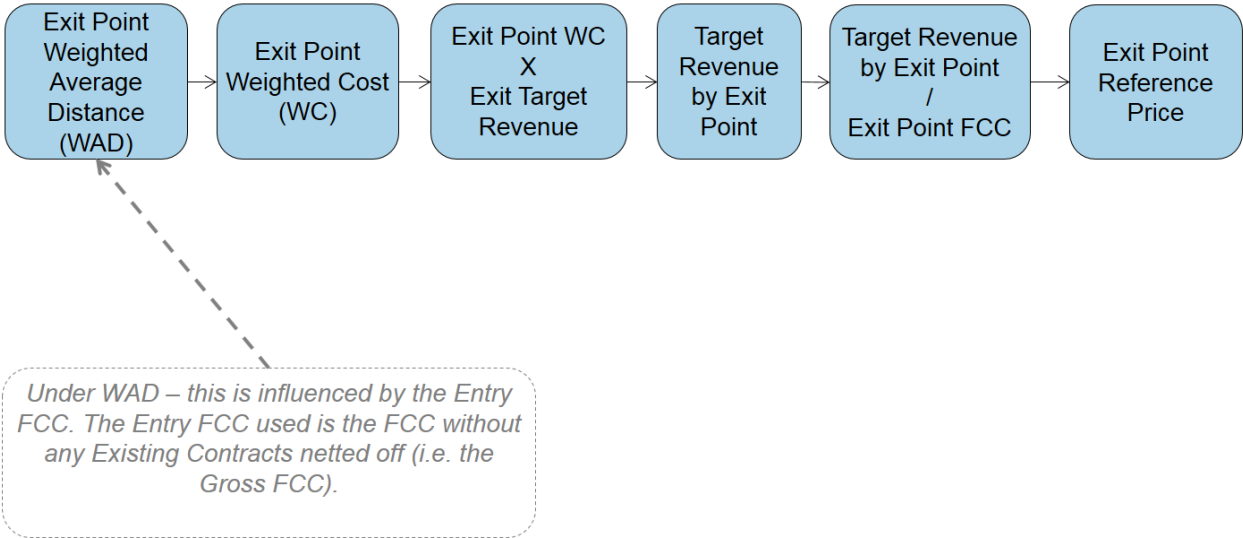 Exit Point
Weighted
Average
Distance
(WAD)
Exit Point
Weighted Cost
(WC)
Exit Point WC
X
Exit Target
Revenue
Target
Revenue
by Exit
Point
Target Revenue
by Exit Point
/
Exit Point FCC
Exit Point
Reference
Price
Under WAD – this is influenced by the Entry
FCC. The Entry FCC used is the FCC without
any Existing Contracts netted off (i.e. the
Gross FCC).